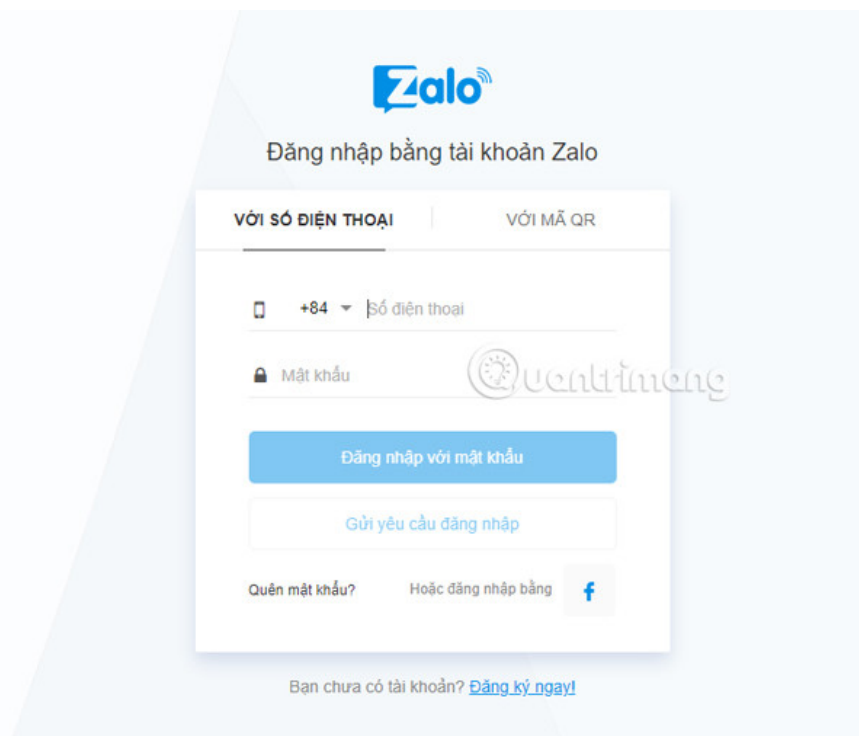 Zalo
Đăng nhập bằng tài khoản Zalo
VỚI SỐ ĐIỆN THOẠI VỚI MÃ QR
+84 Số điện thoại
Mật khẩu
Quantrimang
Đăng nhập với mật khẩu
Gửi yêu cầu đăng nhập
Quên mật khẩu? Hoặc đăng nhập bằng f
Bạn chưa có tài khoản? Đăng ký ngay!